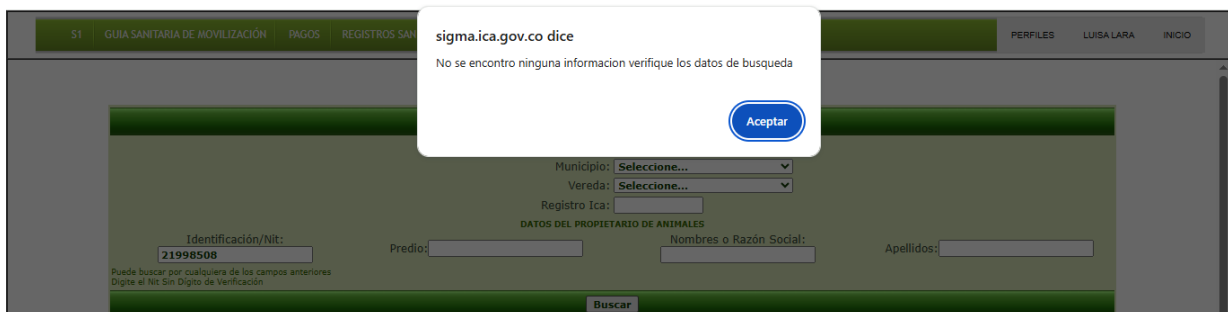 S1 GUIA SANITARIA DE MOVILIZACIÓN PAGOS REGISTROS SAN
PERFILES LUISA LARA INICIO
sigma.ica.gov.co dice
No se encontro ninguna informacion verifique los datos de busqueda
Aceptar
Municipio: Seleccione...
Vereda: Seleccione...
Registro Ica:
DATOS DEL PROPIETARIO DE ANIMALES
Identificación/Nit: Predio: Nombres o Razón Social: Apellidos:
21998508
Puede buscar por cualquiera de los campos anteriores
Digite el Nit Sin Dígito de Verificación
Buscar